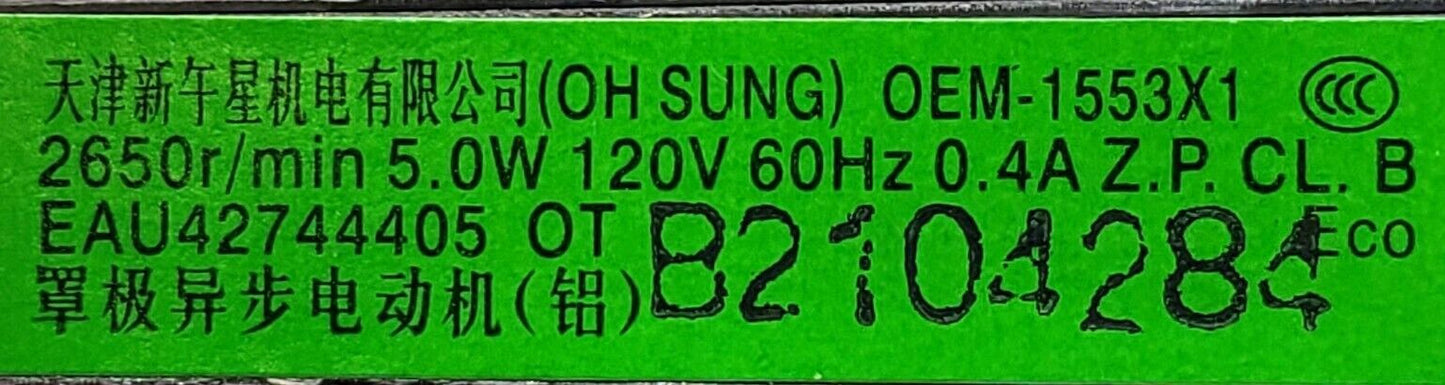 天津新午星机电有限公司(OH SUNG) OEM-1553X1 CCC
2650r/min 5.0W 120V 60Hz 0.4A Z.P. CL. B
EAU42744405 OT B2104284 Eco
罩极异步电动机(铝)